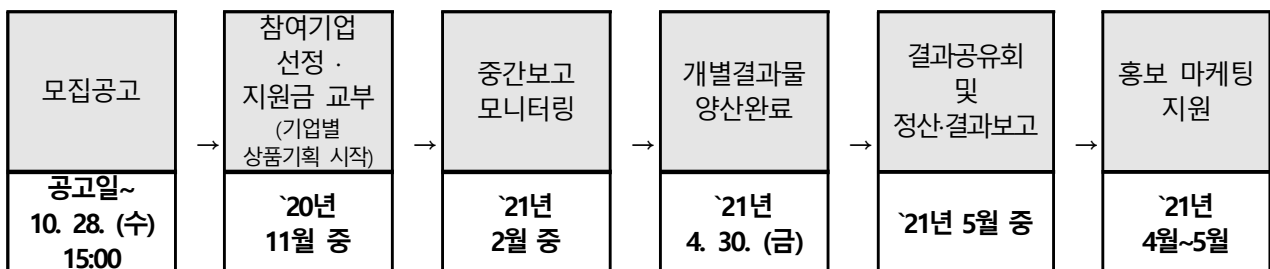 모집공고
공고일~
10. 28. (수)
15:00
→
참여기업
선정 ·
지원금 교부
(기업별
상품기획 시작)
`20년
11월 중
→
중간보고
모니터링
`21년
2월 중
→
개별결과물
양산완료
`21년
4. 30. (금)
→
결과공유회
및
정산·결과보고
`21년 5월 중
→
홍보 마케팅
지원
`21년
4월~5월